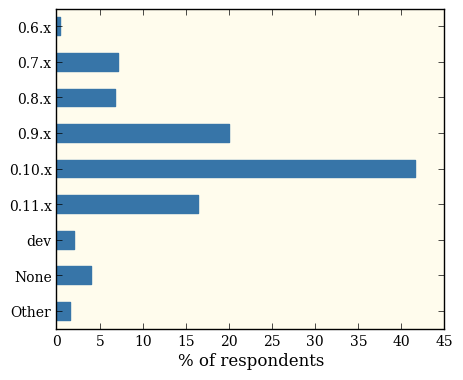 0.6.x
0.7.x
0.8.x
0.9.x
0.10.x
0.11.x
dev
None
Other
0 5 10 15 20 25 30 35 40 45
% of respondents